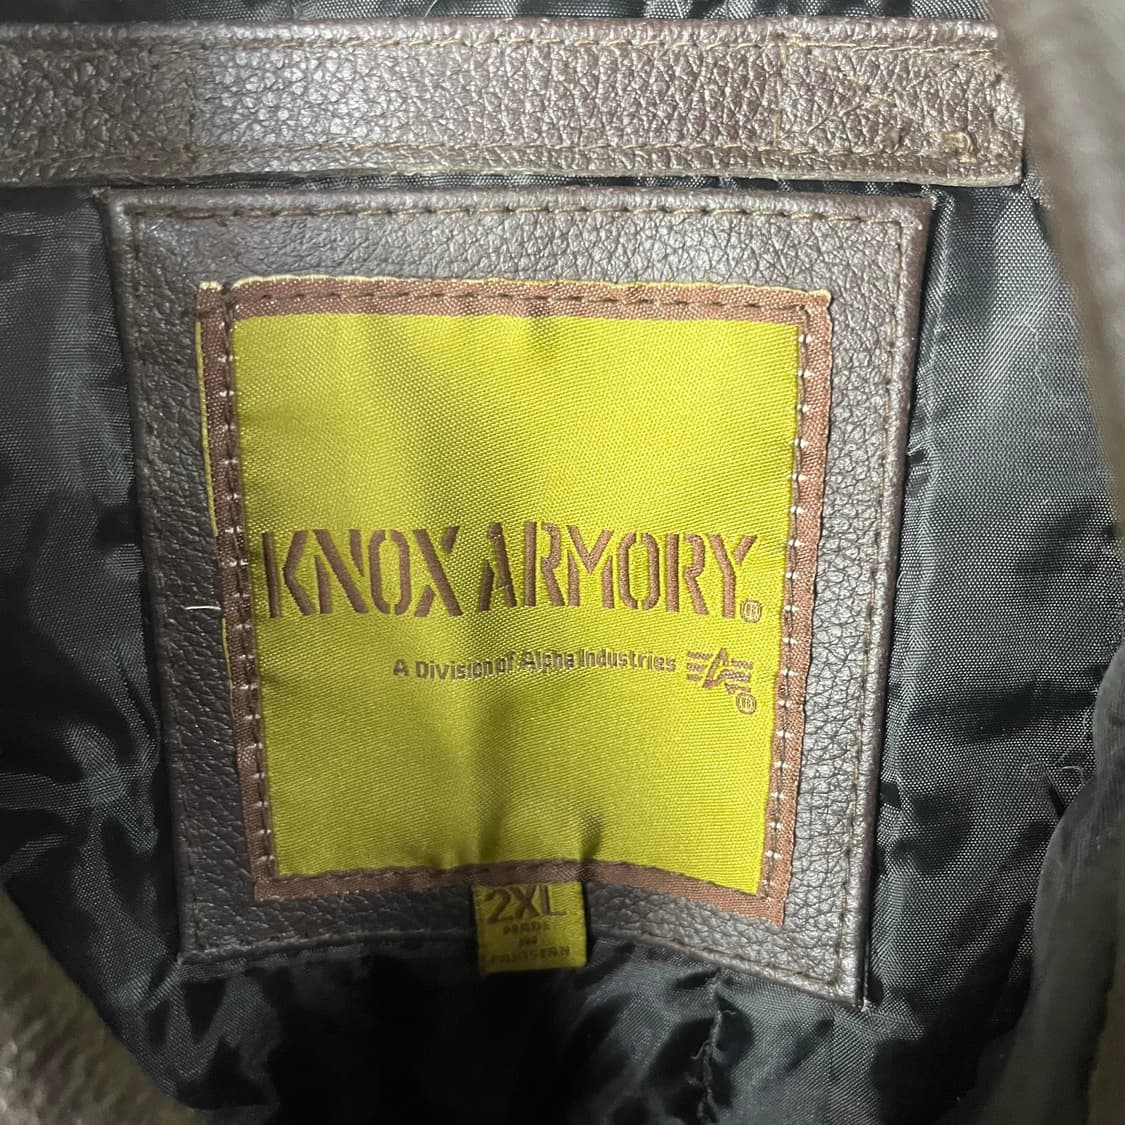 KNOX ARMORY®
A Division of Alpha Industries
®
2XL
MADE
IN
PAKISTAN